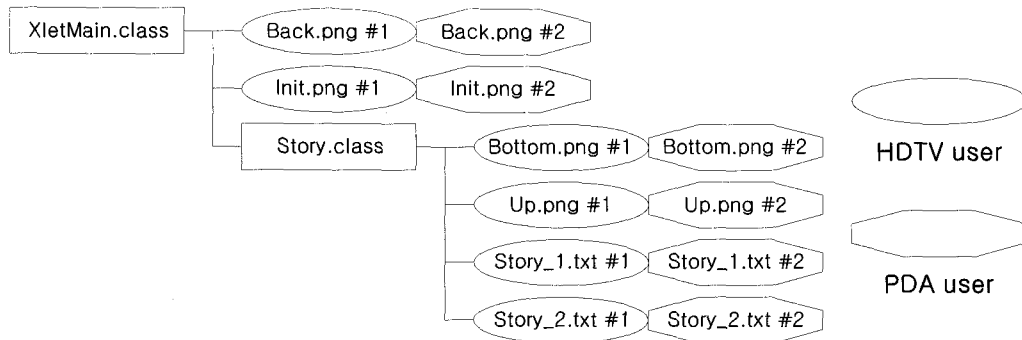 XletMain.class
Back.png #1
Back.png #2
Init.png #1
Init.png #2
Story.class
Bottom.png #1
Bottom.png #2
HDTV user
Up.png #1
Up.png #2
Story_1.txt #1
Story_1.txt #2
PDA user
Story_2.txt #1
Story_2.txt #2